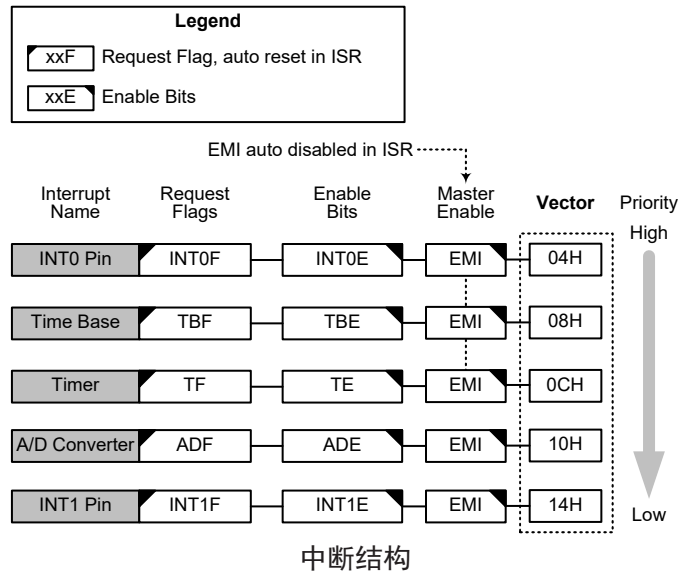 Legend
xxF Request Flag, auto reset in ISR
xxE Enable Bits
EMI auto disabled in ISR
Interrupt Name Request Flags Enable Bits Master Enable Vector Priority
High
INT0 Pin INT0F INT0E EMI 04H
Time Base TBF TBE EMI 08H
Timer TF TE EMI 0CH
A/D Converter ADF ADE EMI 10H
INT1 Pin INT1F INT1E EMI 14H
Low
中断结构